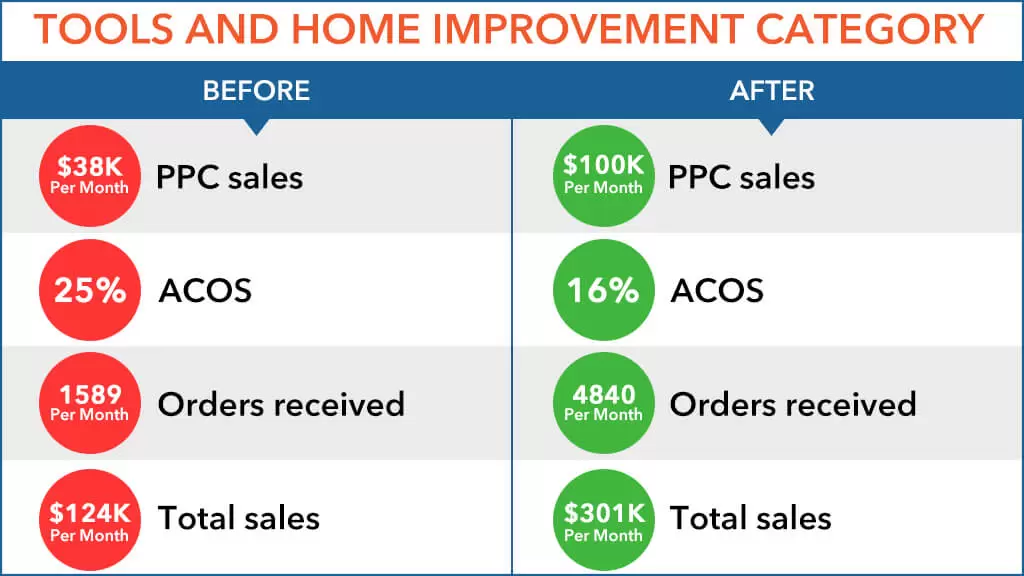 TOOLS AND HOME IMPROVEMENT CATEGORY
BEFORE
AFTER
$38K
Per Month
PPC sales
$100K
Per Month
PPC sales
25%
ACOS
16%
ACOS
1589
Per Month
Orders received
4840
Per Month
Orders received
$124K
Per Month
Total sales
$301K
Per Month
Total sales